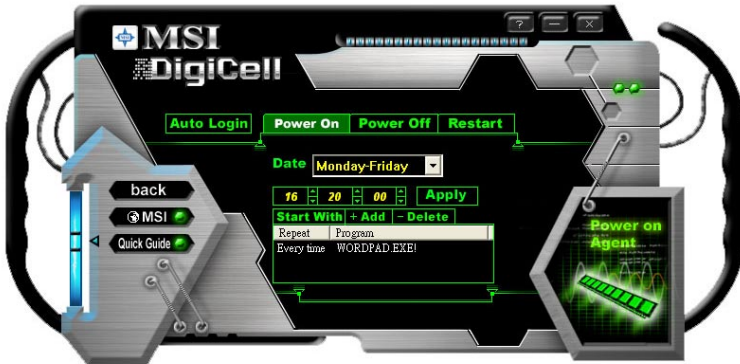 MSI
DigiCell
? — X
Auto Login Power On Power Off Restart
Date Monday-Friday
16 20 00 Apply
Start With + Add - Delete
Repeat Program
Every time WORDPAD.EXE!
back
MSI
Quick Guide
Power on
Agent